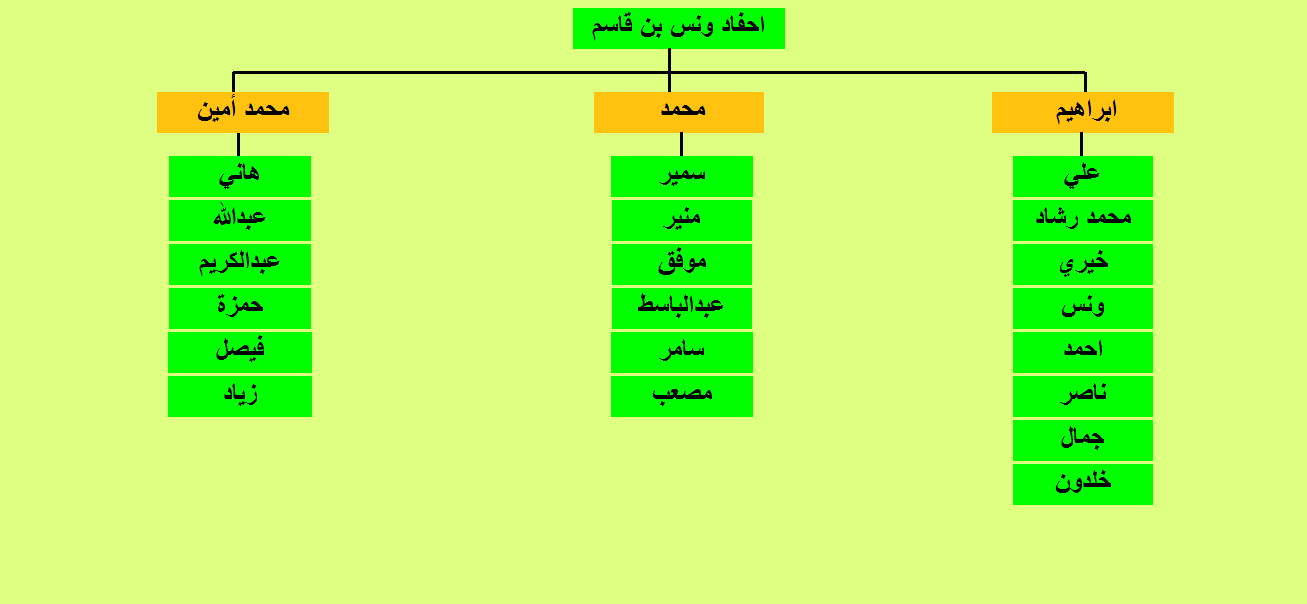 احفاد ونس بن قاسم
ابراهيم
محمد
محمد أمين
علي
محمد رشاد
خيري
ونس
احمد
ناصر
جمال
خلدون
سمير
منير
موفق
عبدالباسط
سامر
مصعب
هاني
عبدالله
عبدالكريم
حمزة
فيصل
زياد